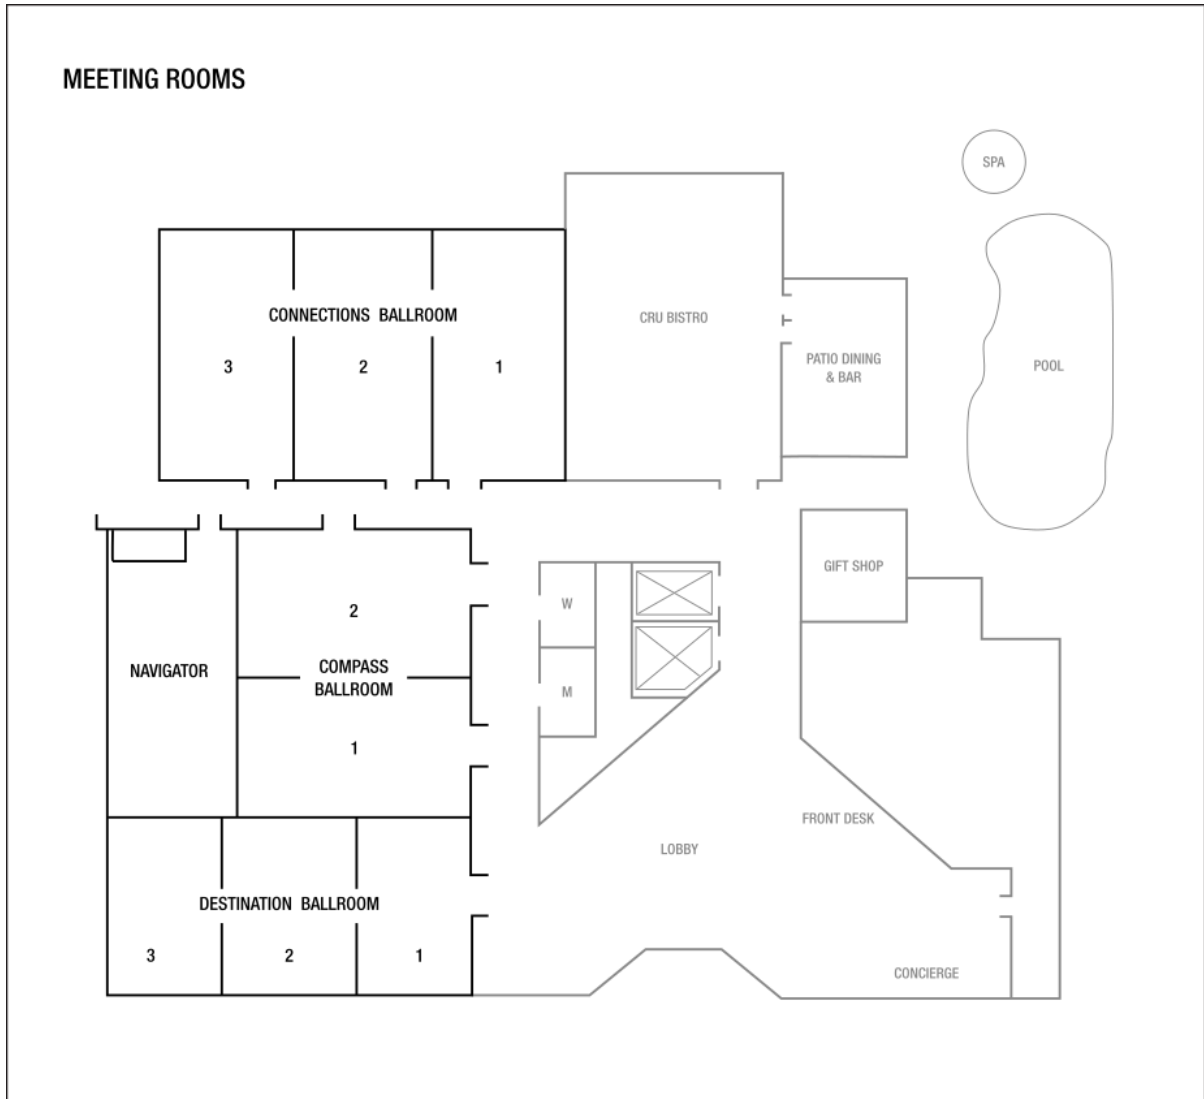 MEETING ROOMS
SPA
CONNECTIONS BALLROOM
CRU BISTRO
3
2
1
PATIO DINING
& BAR
POOL
GIFT SHOP
W
2
NAVIGATOR
COMPASS
BALLROOM
M
1
FRONT DESK
LOBBY
DESTINATION BALLROOM
3
2
1
CONCIERGE